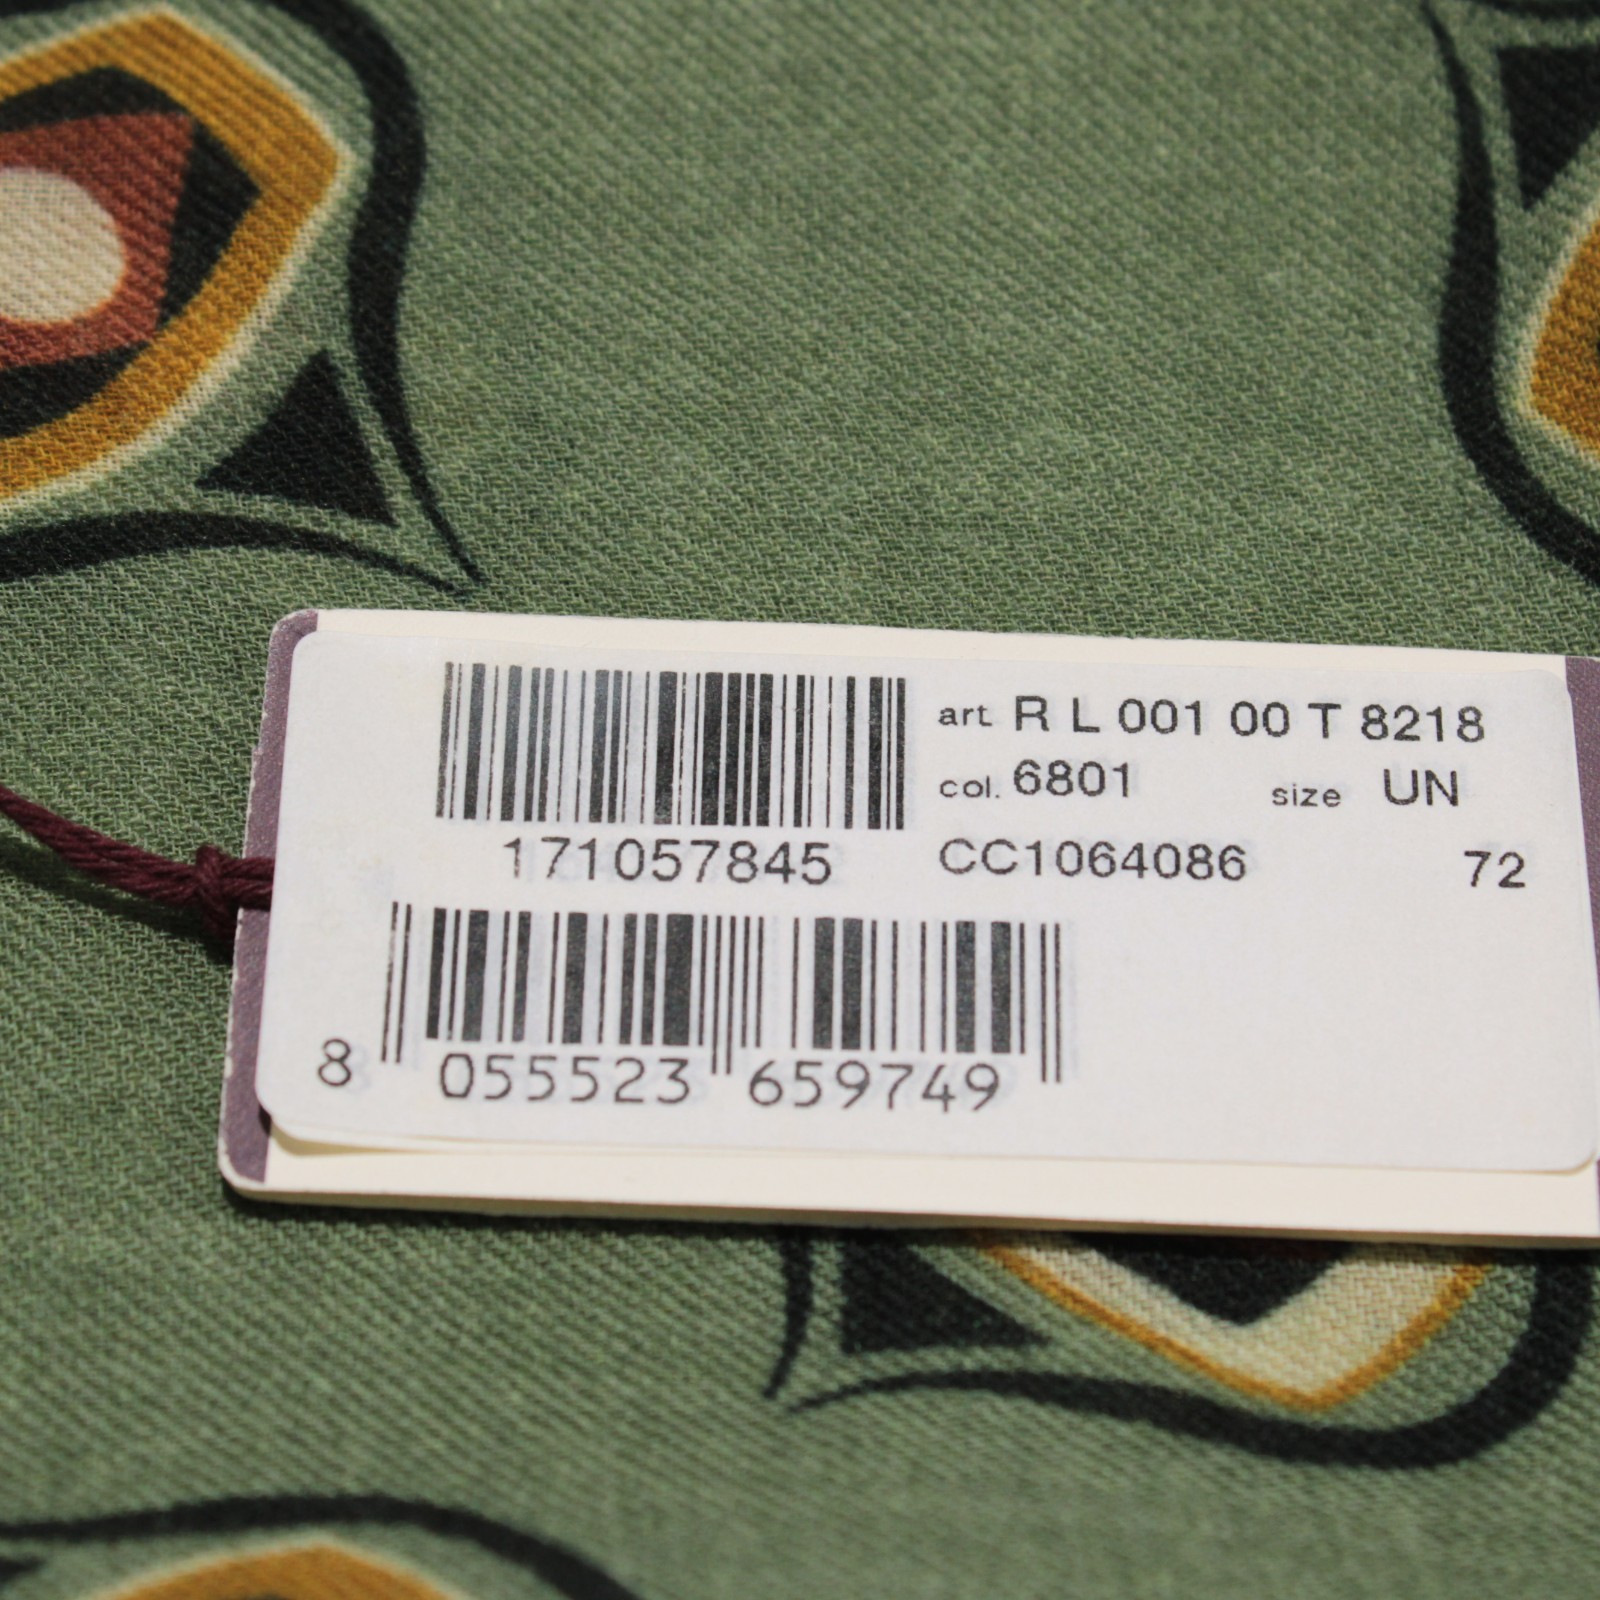 art. R L 001 00 T 8218
col. 6801 size UN
171057845 CC1064086 72
8 055523 659749